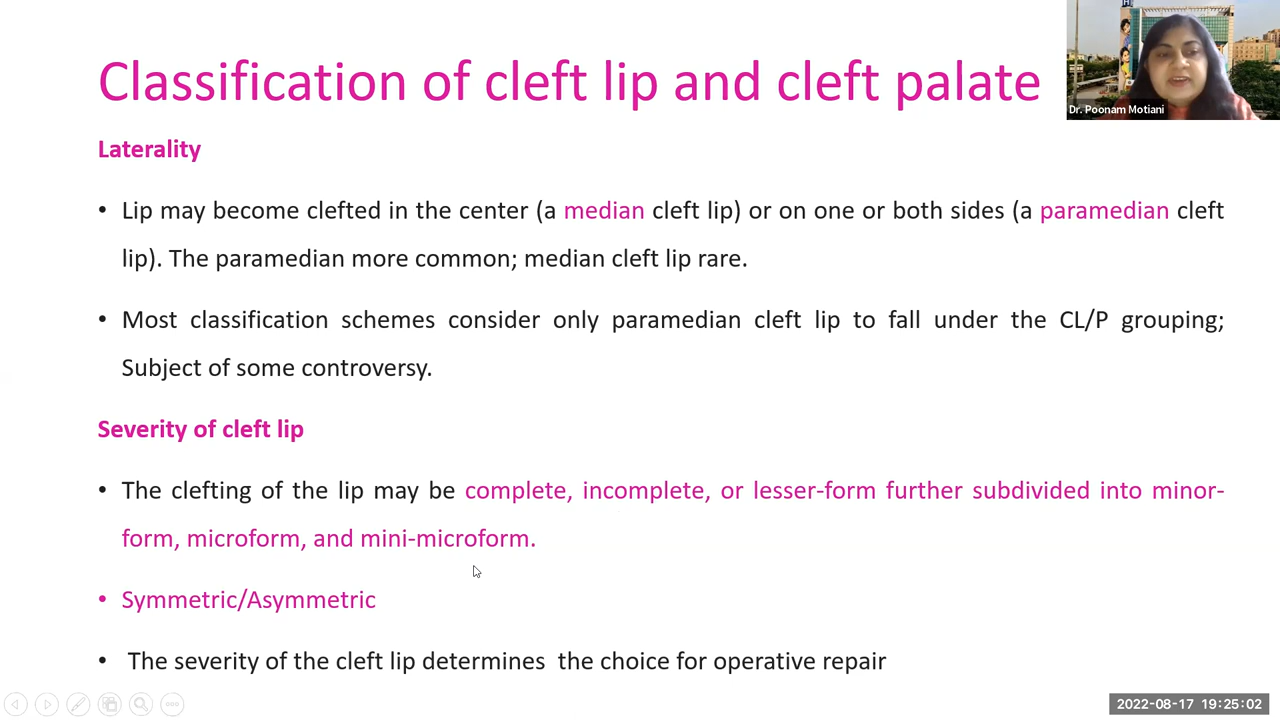 Classification of cleft lip and cleft palate
Dr. Poonam Motiani
Laterality
• Lip may become clefted in the center (a median cleft lip) or on one or both sides (a paramedian cleft
lip). The paramedian more common; median cleft lip rare.
• Most classification schemes consider only paramedian cleft lip to fall under the CL/P grouping;
Subject of some controversy.
Severity of cleft lip
• The clefting of the lip may be complete, incomplete, or lesser-form further subdivided into minor-
form, microform, and mini-microform.
• Symmetric/Asymmetric
• The severity of the cleft lip determines the choice for operative repair
2022-08-17 19:25:02